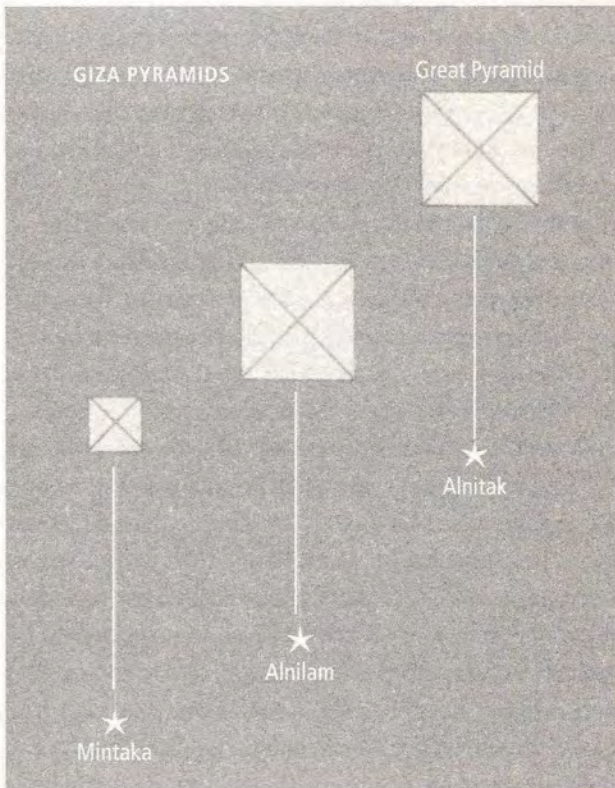 GIZA PYRAMIDS
Great Pyramid
Alnitak
Alnilam
Mintaka